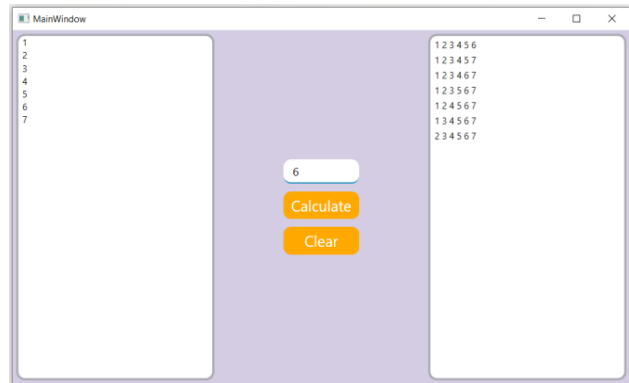 MainWindow
1
2
3
4
5
6
7
6
Calculate
Clear
1 2 3 4 5 6
1 2 3 4 5 7
1 2 3 4 6 7
1 2 3 5 6 7
1 2 4 5 6 7
1 3 4 5 6 7
2 3 4 5 6 7